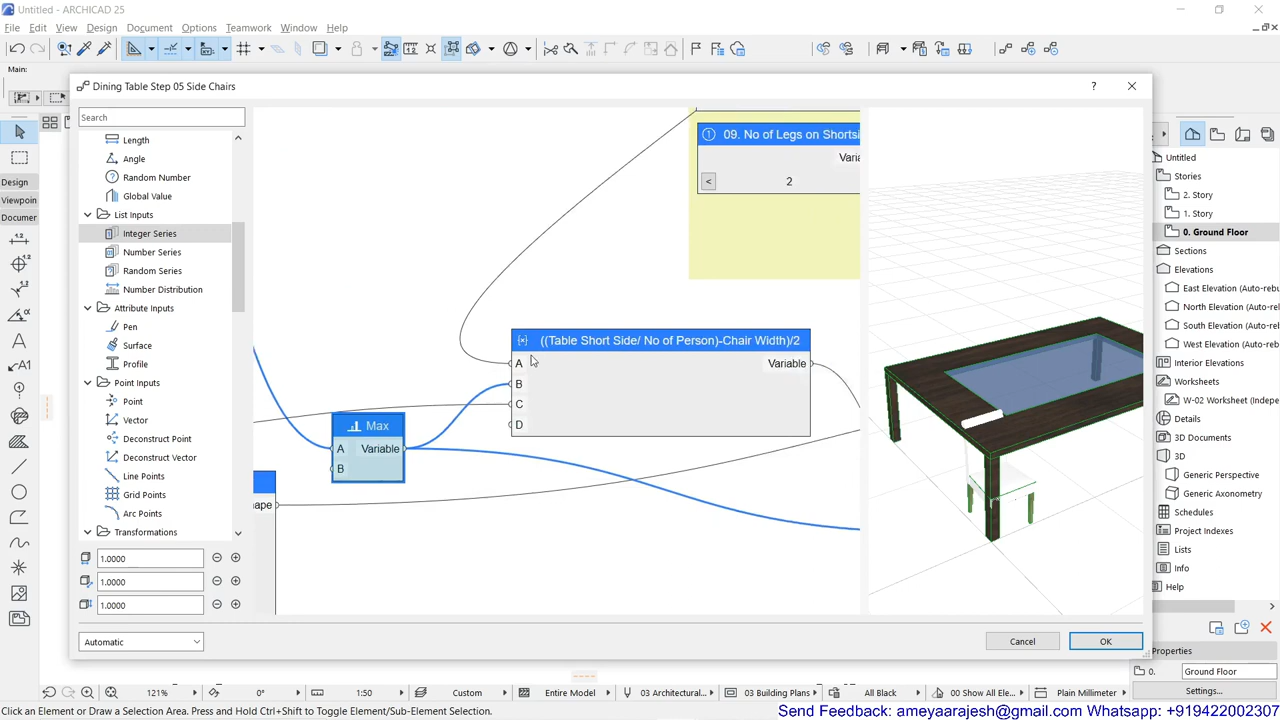 Untitled - ARCHICAD 25
File Edit View Design Document Options Teamwork Window Help
Main:
Dining Table Step 05 Side Chairs
?
Search
Length
Angle
Random Number
Global Value
List Inputs
Integer Series
Number Series
Random Series
Number Distribution
Attribute Inputs
Pen
Surface
Profile
Point Inputs
Point
Vector
Deconstruct Point
Deconstruct Vector
Line Points
Grid Points
Arc Points
Transformations
1.0000
1.0000
1.0000
Automatic
Design
Viewpoin
Documer
09. No of Legs on Shortsi
Varia
< 2
((Table Short Side/ No of Person)-Chair Width)/2
A Variable
B
C
D
Max
A Variable
B
ape
Cancel OK
Untitled
Stories
2. Story
1. Story
0. Ground Floor
Sections
Elevations
East Elevation (Auto-rebu
North Elevation (Auto-reb
South Elevation (Auto-reb
West Elevation (Auto-reb
Interior Elevations
Worksheets
W-02 Worksheet (Indepe
Details
3D Documents
3D
Generic Perspective
Generic Axonometry
Schedules
Project Indexes
Lists
Info
Help
Properties
0. Ground Floor
Settings...
121% 0° 1:50 Custom Entire Model 03 Architectural... 03 Building Plans All Black 00 Show All Ele... Plain Millimeter
Click an Element or Draw a Selection Area. Press and Hold Ctrl+Shift to Toggle Element/Sub-Element Selection.
Send Feedback: ameyaarajesh@gmail.com Whatsapp: +919422002307